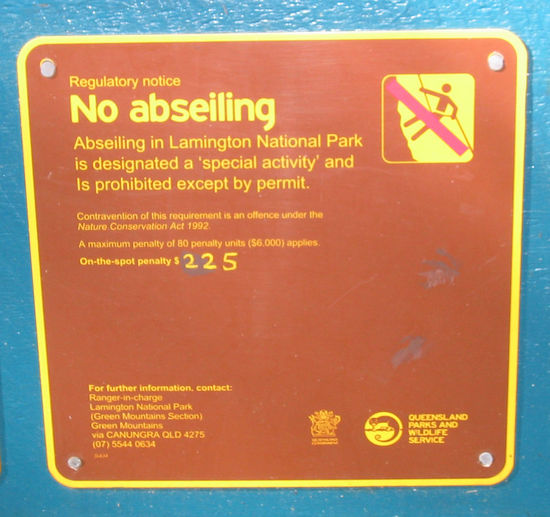 Regulatory notice
No abseiling
Abseiling in Lamington National Park
is designated a 'special activity' and
Is prohibited except by permit.
Contravention of this requirement is an offence under the
Nature Conservation Act 1992.
A maximum penalty of 80 penalty units ($6,000) applies.
On-the-spot penalty $ 225
For further information, contact:
Ranger-in-charge
Lamington National Park
(Green Mountains Section)
Green Mountains
via CANUNGRA QLD 4275
(07) 5544 0634
QUEENSLAND
PARKS AND
WILDLIFE
SERVICE